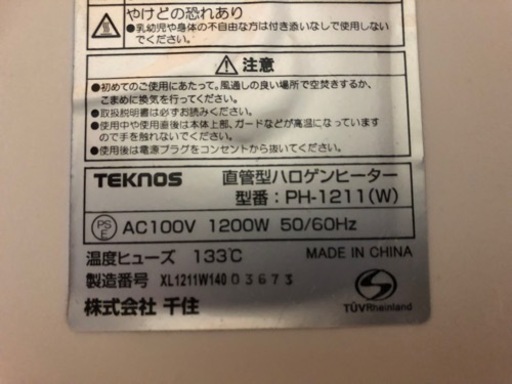 やけどの恐れあり
●乳幼児や身体の不自由な方は付き添いなしで使用しない
でください。
注意
●初めてのご使用にあたって。風通しの良い場所で空焚きするか、
こまめに換気を行ってください。
●取扱説明書は必ずお読みください。
●使用中や使用直後は本体上部、ガードなどが高温になっています
ので手を触れないでください。
●使用後は電源プラグをコンセントから抜いてください。
TEKNOS 直管型ハロゲンヒーター
型番：PH-1211(W)
PSE AC100V 1200W 50/60Hz
温度ヒューズ 133℃ MADE IN CHINA
製造番号 XL1211W14003673
株式会社 千住
TÜVRheinland